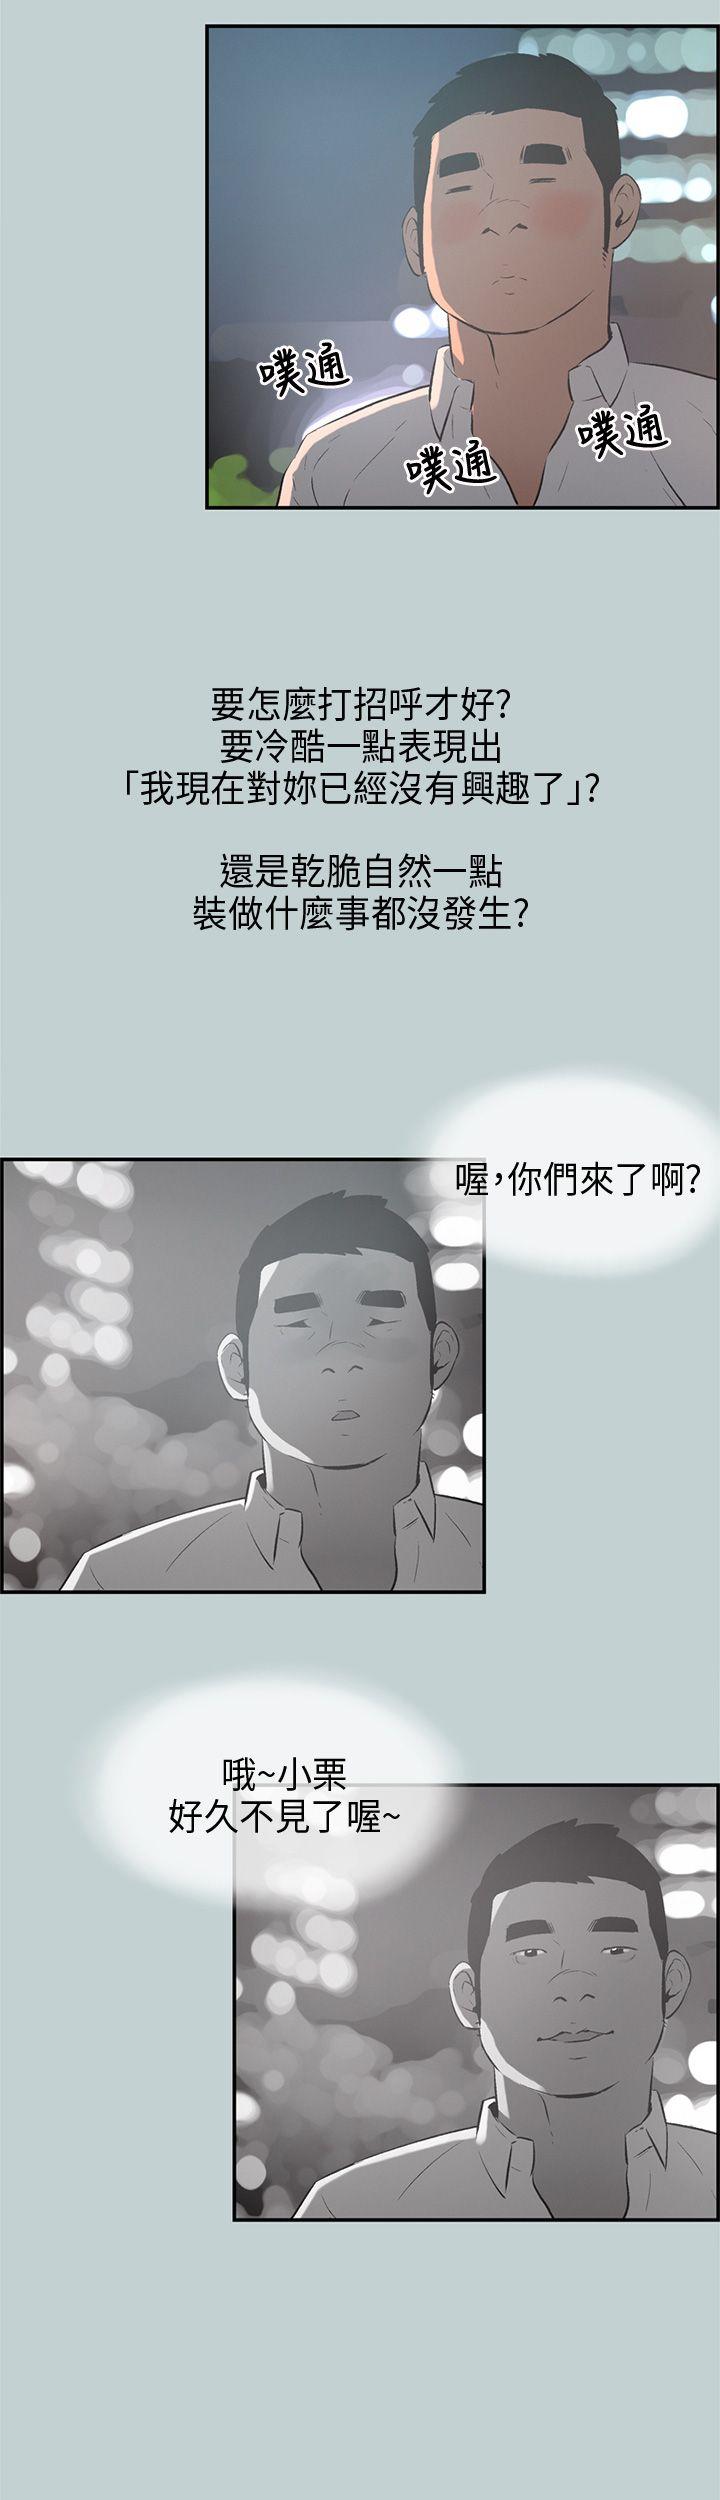 噗通
噗通
噗通
要怎麼打招呼才好?
要冷酷一點表現出
「我現在對妳已經沒有興趣了」?
還是乾脆自然一點
裝做什麼事都沒發生?
喔,你們來了啊?
哦~小栗
好久不見了喔~